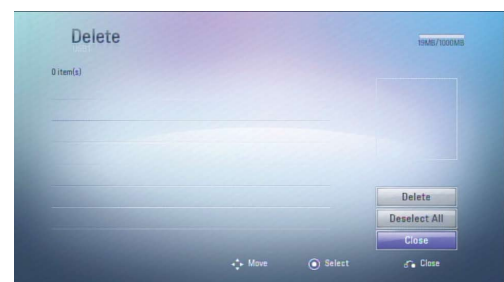 Delete
19MB/1000MB
0 item(s)
Delete
Deselect All
Close
Move Select Close